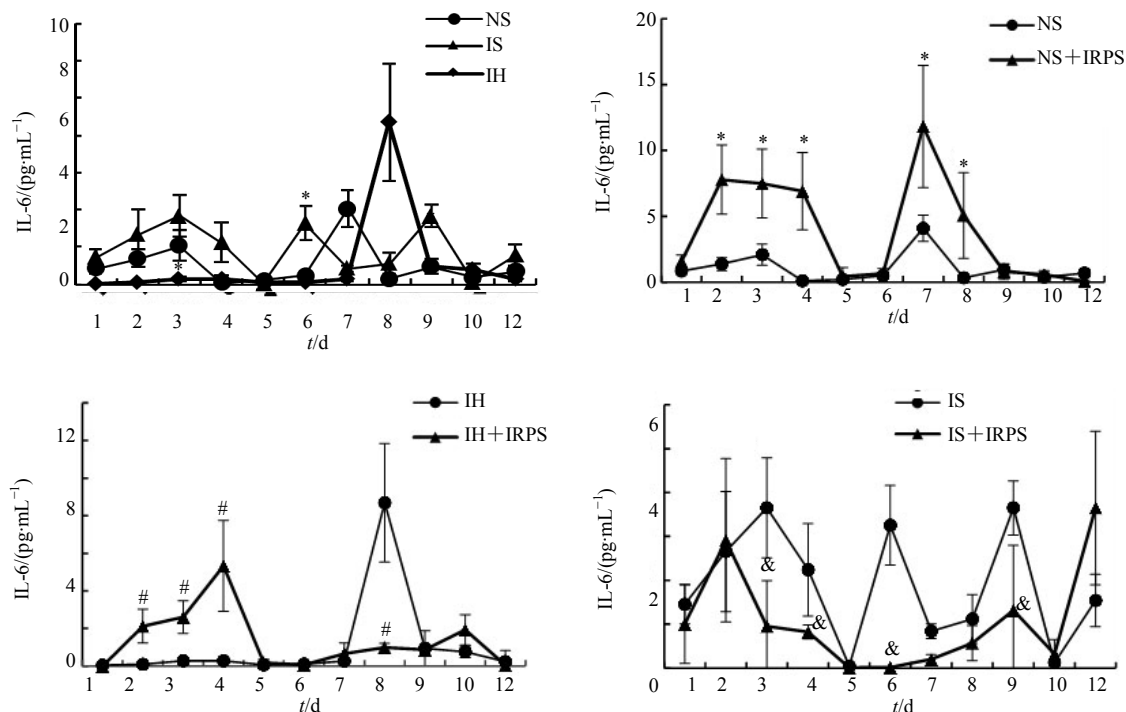 10
8
6
4
2
0
IL-6/(pg·mL⁻¹)
NS
IS
IH
*
*
1 2 3 4 5 6 7 8 9 10 12
t/d
20
15
10
5
0
IL-6/(pg·mL⁻¹)
NS
NS+IRPS
* * * * *
1 2 3 4 5 6 7 8 9 10 12
t/d
14
12
8
4
2
0
IL-6/(pg·mL⁻¹)
IH
IH+IRPS
# # # #
1 2 3 4 5 6 7 8 9 10 12
t/d
6
4
2
0
IL-6/(pg·mL⁻¹)
IS
IS+IRPS
& & & &
1 2 3 4 5 6 7 8 9 10 12
t/d